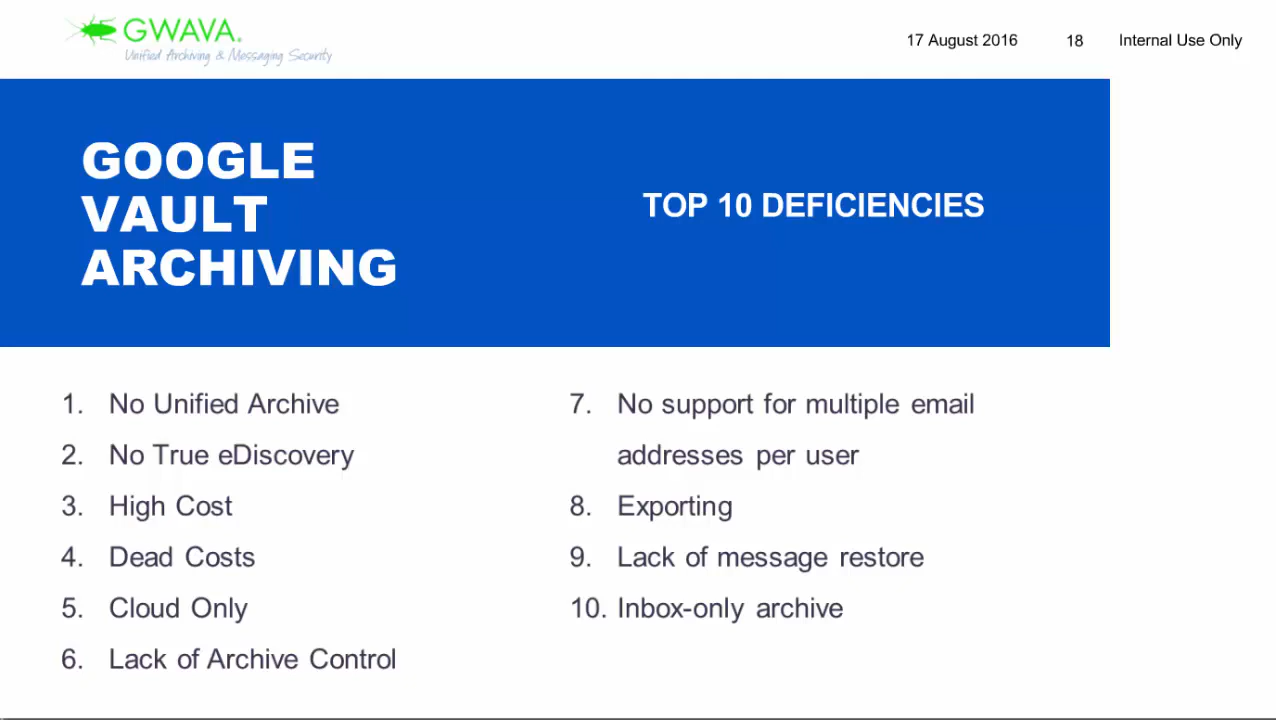 GWAVA.
Unified Archiving & Messaging Security
17 August 2016 18 Internal Use Only
GOOGLE
VAULT
ARCHIVING
TOP 10 DEFICIENCIES
1. No Unified Archive
2. No True eDiscovery
3. High Cost
4. Dead Costs
5. Cloud Only
6. Lack of Archive Control
7. No support for multiple email
addresses per user
8. Exporting
9. Lack of message restore
10. Inbox-only archive